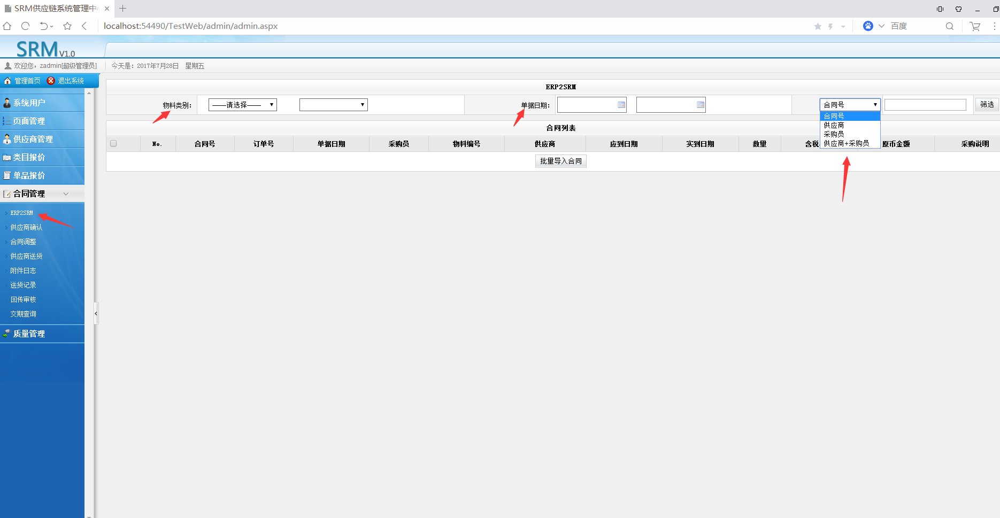 SRM供应链系统管理中
localhost:54490/TestWeb/admin/admin.aspx
百度
SRM V1.0
欢迎您，zadmin[超级管理员] 今天是：2017年7月28日 星期五
管理首页 退出系统
系统用户
页面管理
供应商管理
类目报价
单品报价
合同管理
ERP2SRM
供应商确认
合同调整
供应商送货
附件日志
送货记录
回传审核
交期查询
质量管理
ERP2SRM
物料类别： ——请选择—— 单据日期： 合同号 筛选
合同号
供应商
采购员
供应商+采购员
合同列表
No. 合同号 订单号 单据日期 采购员 物料编号 供应商 应到日期 实到日期 数量 含税 原币金额 采购说明
批量导入合同